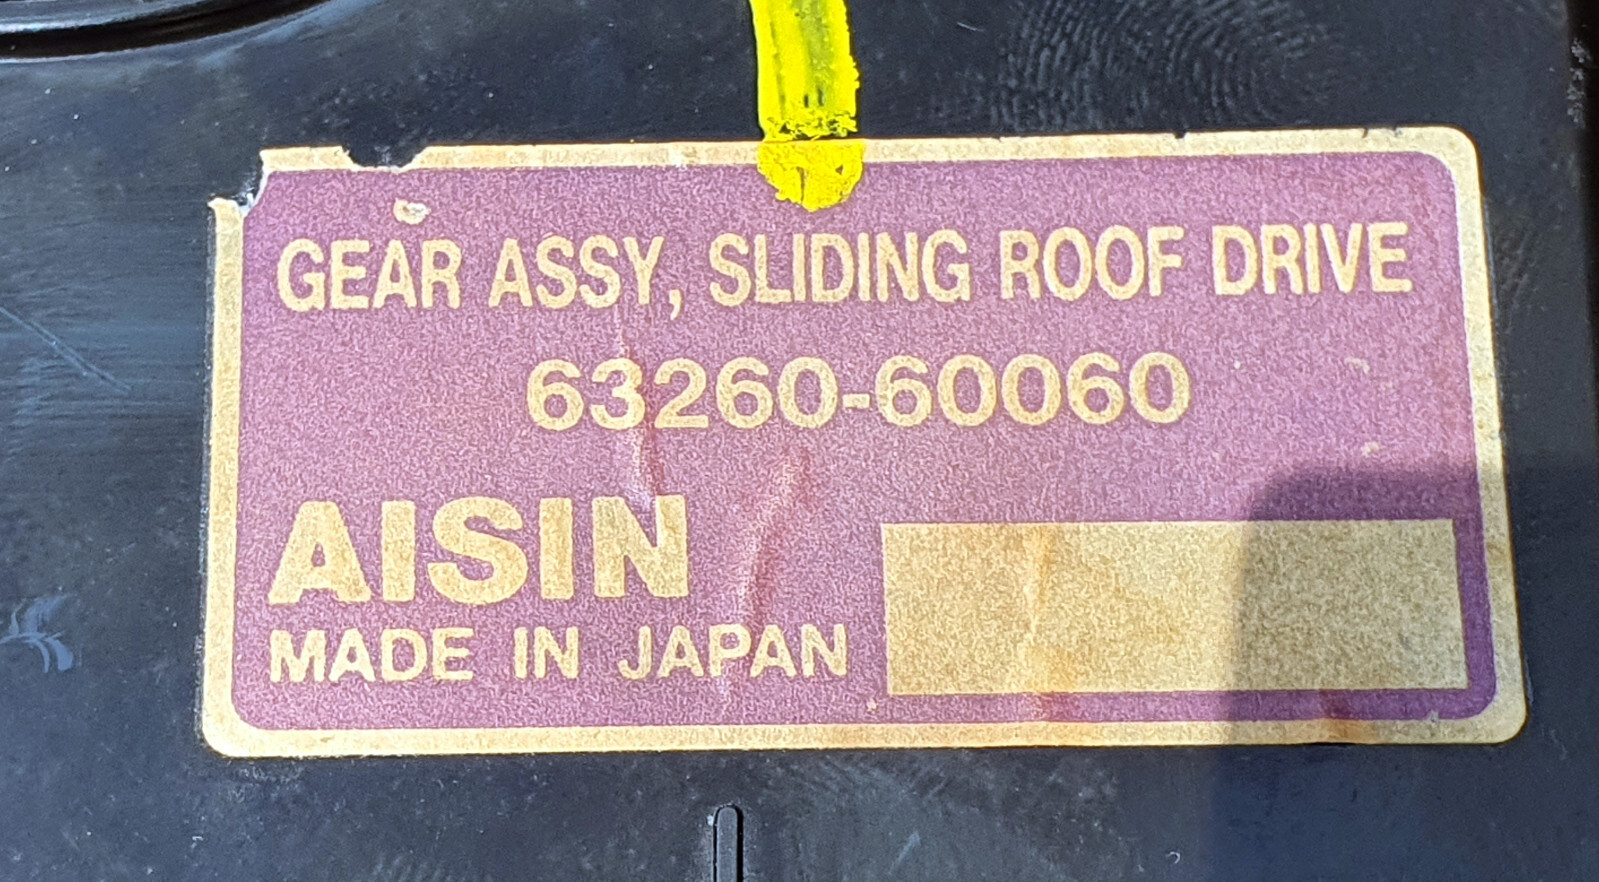 GEAR ASSY, SLIDING ROOF DRIVE
63260-60060
AISIN
MADE IN JAPAN